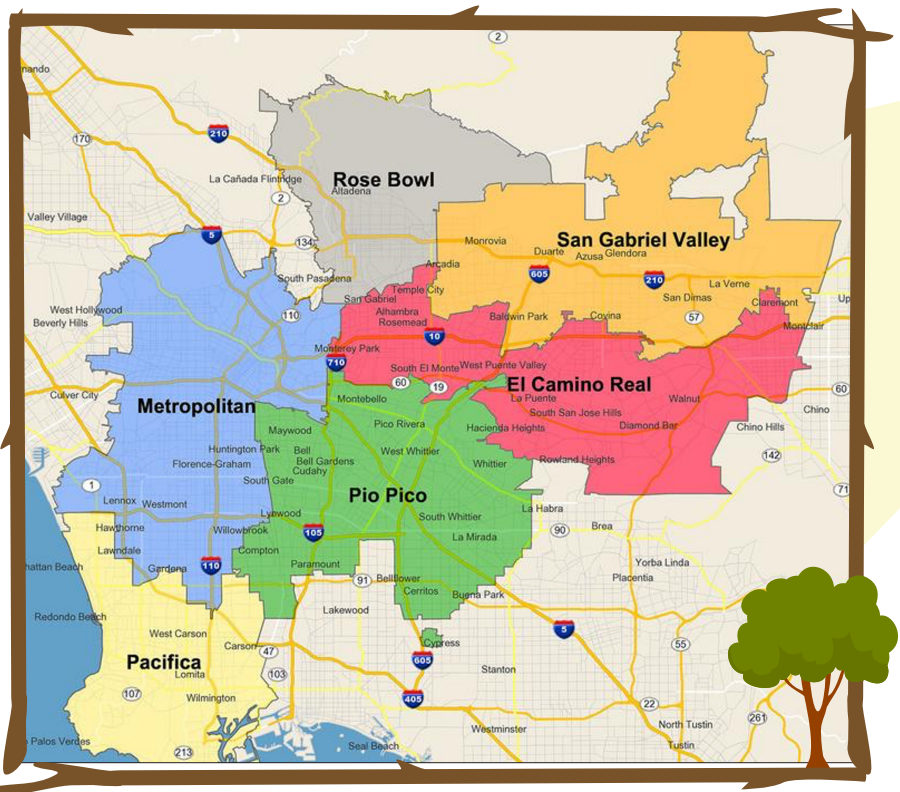 2
nando
210
170
La Cañada Flintridge
Rose Bowl
Altadena
2
Valley Village
5
134
Monrovia
San Gabriel Valley
Duarte
Azusa
Glendora
Arcadia
605
210
South Pasadena
Temple City
La Verne
San Gabriel
San Dimas
Claremont
Up
West Hollywood
110
Alhambra
Rosemead
Baldwin Park
Covina
57
Beverly Hills
Montclair
10
Monterey Park
710
South El Monte
West Puente Valley
60
19
El Camino Real
60
Culver City
Montebello
La Puente
Walnut
Metropolitan
South San Jose Hills
Chino
Maywood
Pico Rivera
Hacienda Heights
Diamond Bar
Chino Hills
Huntington Park
Bell
West Whittier
Florence-Graham
Bell Gardens
Whittier
Rowland Heights
142
Cudahy
1
South Gate
71
Lennox
Westmont
Pio Pico
Lynwood
South Whittier
La Habra
Hawthorne
Willowbrook
105
La Mirada
90
Brea
Lawndale
Compton
hattan Beach
Gardena
110
Paramount
Yorba Linda
91
Bellflower
Placentia
Cerritos
Buena Park
Redondo Beach
Lakewood
West Carson
5
Carson
Cypress
55
47
605
Pacifica
Stanton
Lomita
103
107
Wilmington
405
22
261
Westminster
North Tustin
Palos Verdes
213
Seal Beach
Tustin